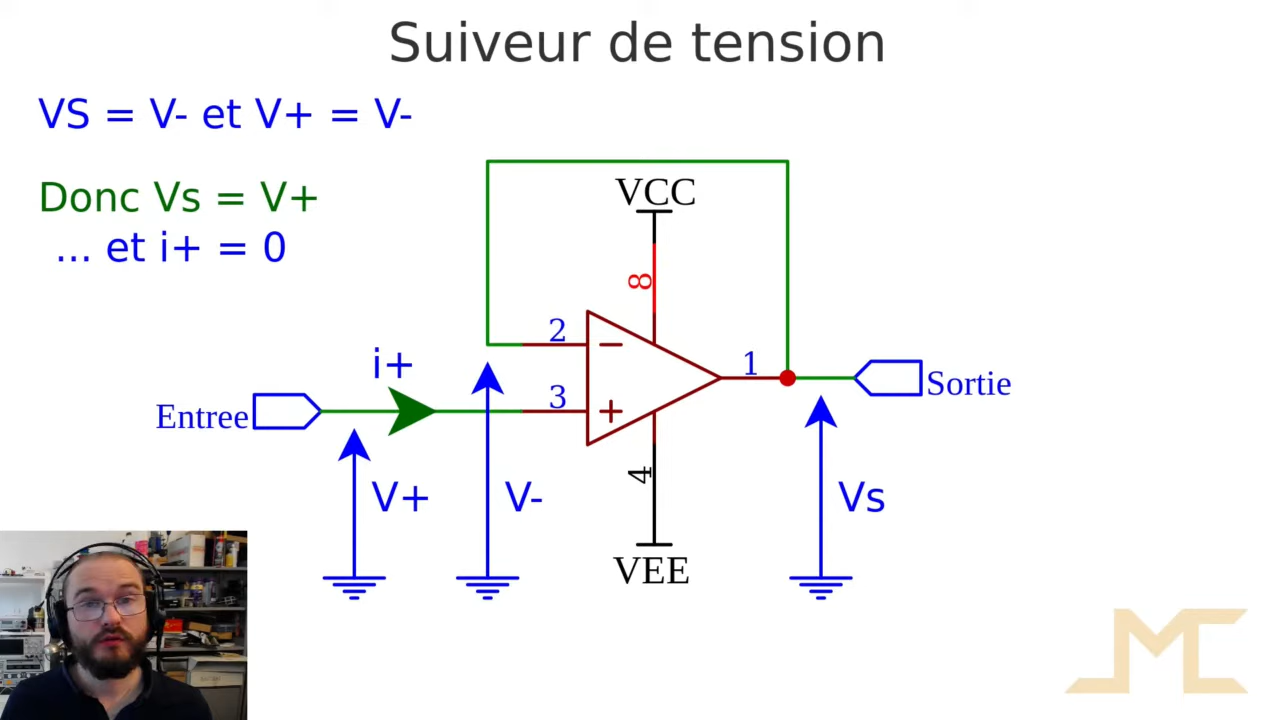 Suiveur de tension
VS = V- et V+ = V-
Donc Vs = V+
... et i+ = 0
VCC
8
2
−
i+
1
3
+
Entree
Sortie
4
V+
V-
Vs
VEE
MC